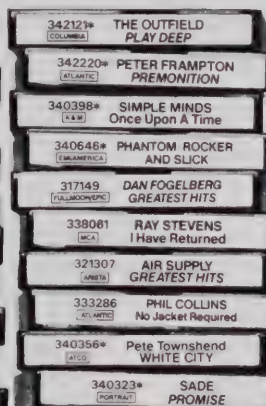 342121* THE OUTFIELD
COLUMBIA PLAY DEEP
342220* PETER FRAMPTON
ATLANTIC PREMONITION
340398* SIMPLE MINDS
A&M Once Upon A Time
340646* PHANTOM ROCKER
EMI AMERICA AND SLICK
317149 DAN FOGELBERG
FULLMOON/EPIC GREATEST HITS
338061 RAY STEVENS
MCA I Have Returned
321307 AIR SUPPLY
ARISTA GREATEST HITS
333286 PHIL COLLINS
ATLANTIC No Jacket Required
340356* Pete Townshend
ATCO WHITE CITY
340323* SADE
PORTRAIT PROMISE